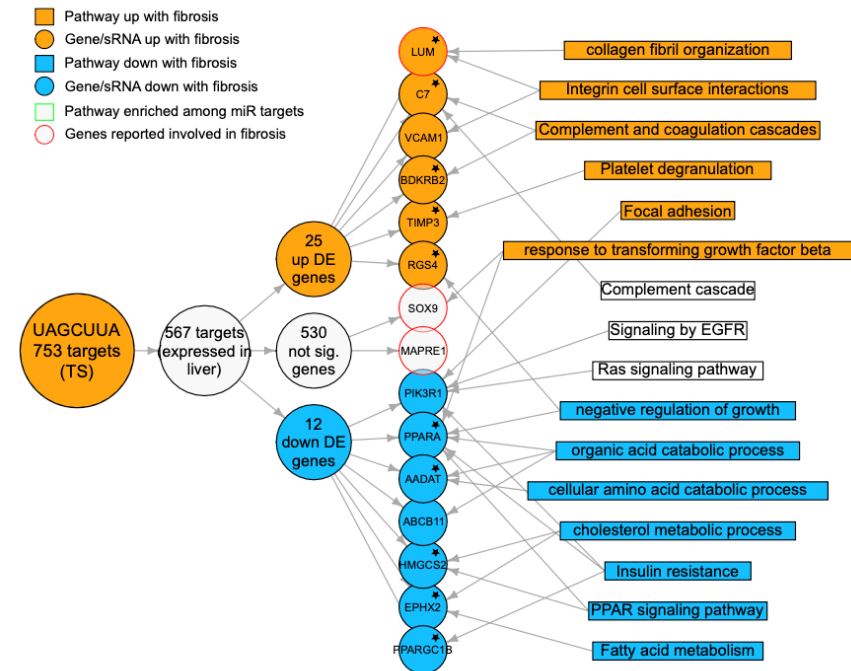 Pathway up with fibrosis
Gene/sRNA up with fibrosis
Pathway down with fibrosis
Gene/sRNA down with fibrosis
Pathway enriched among miR targets
Genes reported involved in fibrosis
UAGCUUA
753 targets
(TS)
567 targets
(expressed in
liver)
25
up DE
genes
530
not sig.
genes
12
down DE
genes
LUM
C7
VCAM1
BDKRB2
TIMP3
RGS4
SOX9
MAPRE1
PIK3R1
PPARA
AADAT
ABCB11
HMGCS2
EPHX2
PPARGC1B
collagen fibril organization
Integrin cell surface interactions
Complement and coagulation cascades
Platelet degranulation
Focal adhesion
response to transforming growth factor beta
Complement cascade
Signaling by EGFR
Ras signaling pathway
negative regulation of growth
organic acid catabolic process
cellular amino acid catabolic process
cholesterol metabolic process
Insulin resistance
PPAR signaling pathway
Fatty acid metabolism